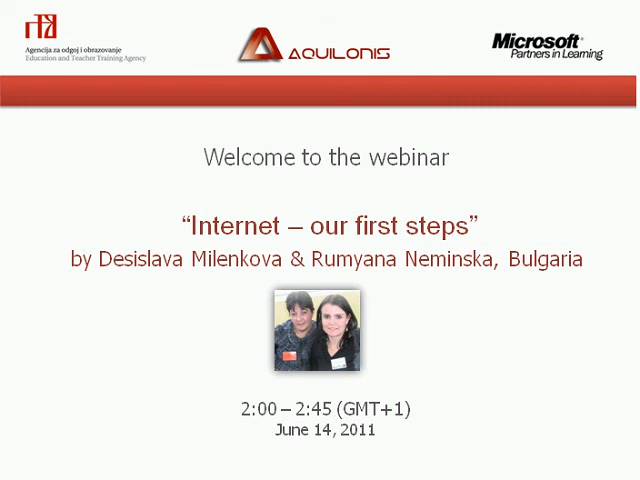 Agencija za odgoj i obrazovanje
Education and Teacher Training Agency
AQUILONIS
Microsoft®
Partners in Learning
Welcome to the webinar
“Internet – our first steps”
by Desislava Milenkova & Rumyana Neminska, Bulgaria
2:00 – 2:45 (GMT+1)
June 14, 2011